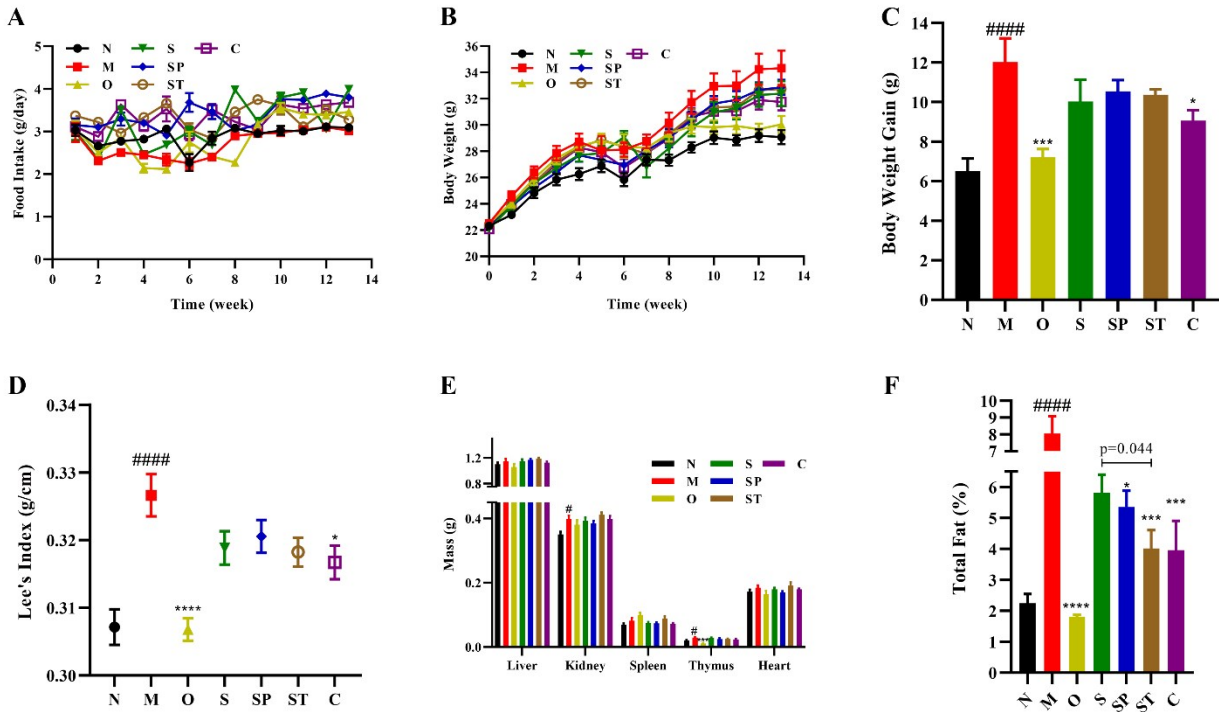 A
N S C
M SP
O ST
Food Intake (g/day)
5
4
3
2
1
0
0 2 4 6 8 10 12 14
Time (week)
B
N S C
M SP
O ST
Body Weight (g)
36
34
32
30
28
26
24
22
20
0 2 4 6 8 10 12 14
Time (week)
C
Body Weight Gain (g)
14
12
10
8
6
4
2
0
####
***
*
N M O S SP ST C
D
Lee's Index (g/cm)
0.34
0.33
0.32
0.31
0.30
####
****
*
N M O S SP ST C
E
N S C
M SP
O ST
Mass (g)
1.2
0.8
0.4
0.2
0.0
#
#
Liver Kidney Spleen Thymus Heart
F
Total Fat (%)
10
9
8
7
6
5
4
3
2
1
0
####
p=0.044
****
*
***
***
N M O S SP ST C